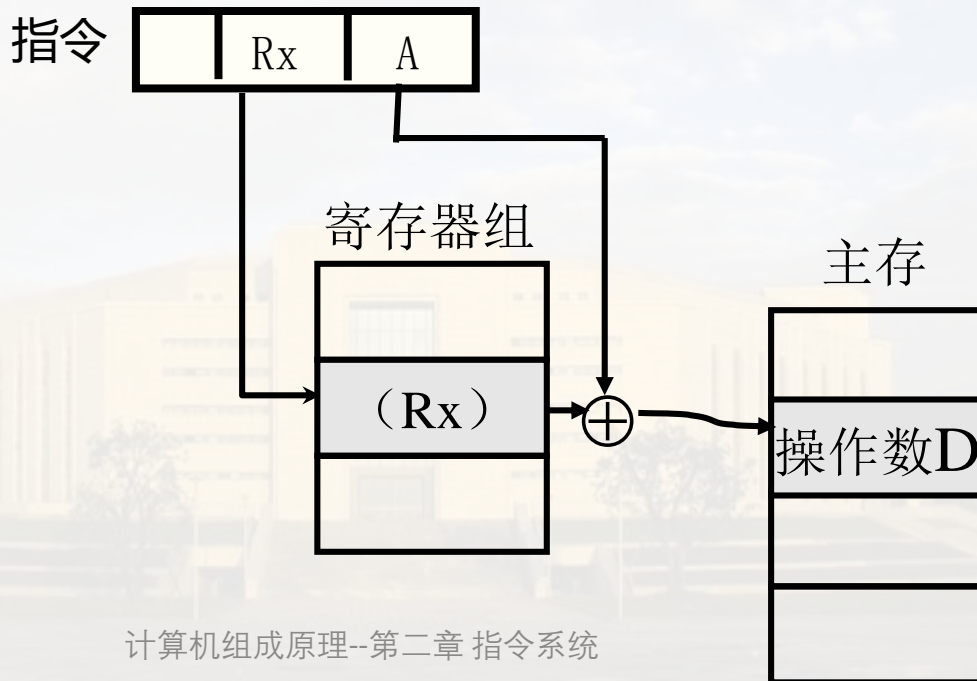 指令
Rx
A
寄存器组
主存
（Rx）
操作数D
计算机组成原理--第二章 指令系统